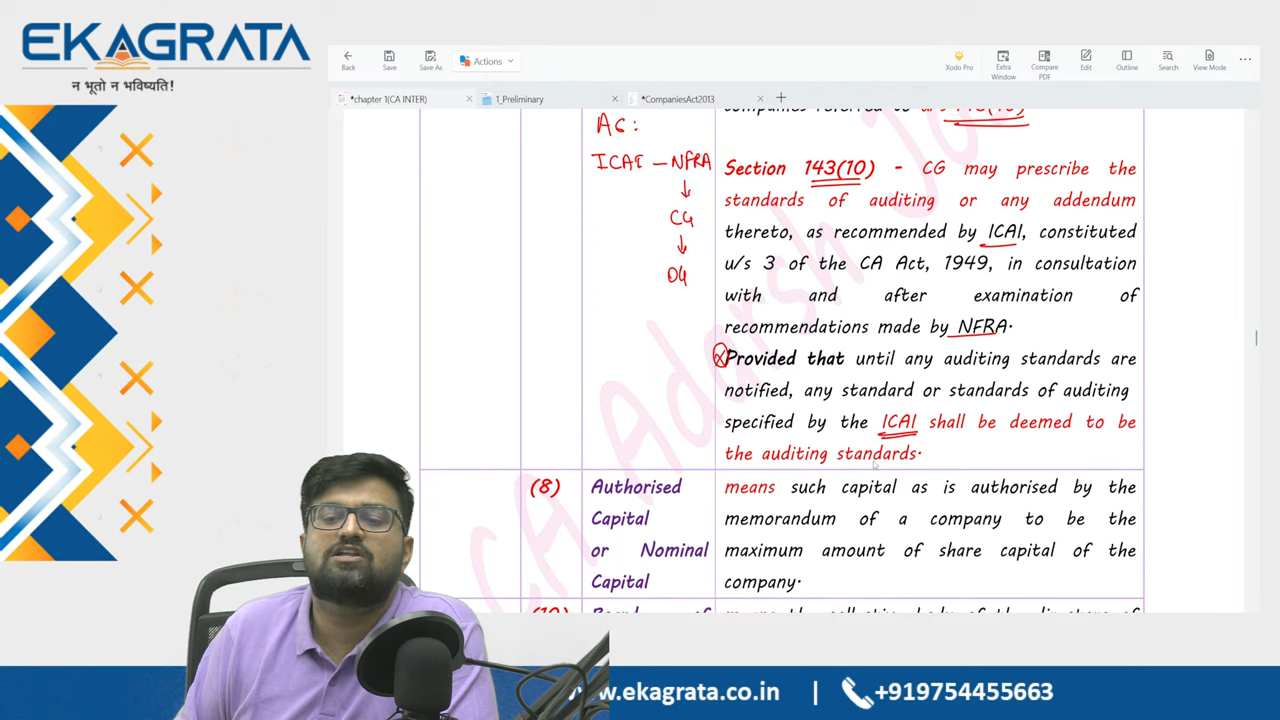 EKAGRATA
न भूतो न भविष्यति!
Back
Save
Save As
Actions
Xodo Pro
Extra Window
Compare PDF
Edit
Outline
Search
View Mode
*chapter 1(CA INTER)
1_Preliminary
*CompaniesAct2013
AS:
ICAI – NFRA
↓
CG
↓
OG
Section 143(10) - CG may prescribe the
standards of auditing or any addendum
thereto, as recommended by ICAI, constituted
u/s 3 of the CA Act, 1949, in consultation
with and after examination of
recommendations made by NFRA.
Provided that until any auditing standards are
notified, any standard or standards of auditing
specified by the ICAI shall be deemed to be
the auditing standards.
(8)
Authorised
Capital
or Nominal
Capital
means such capital as is authorised by the
memorandum of a company to be the
maximum amount of share capital of the
company.
CA Adarsh Jo
www.ekagrata.co.in | +919754455663